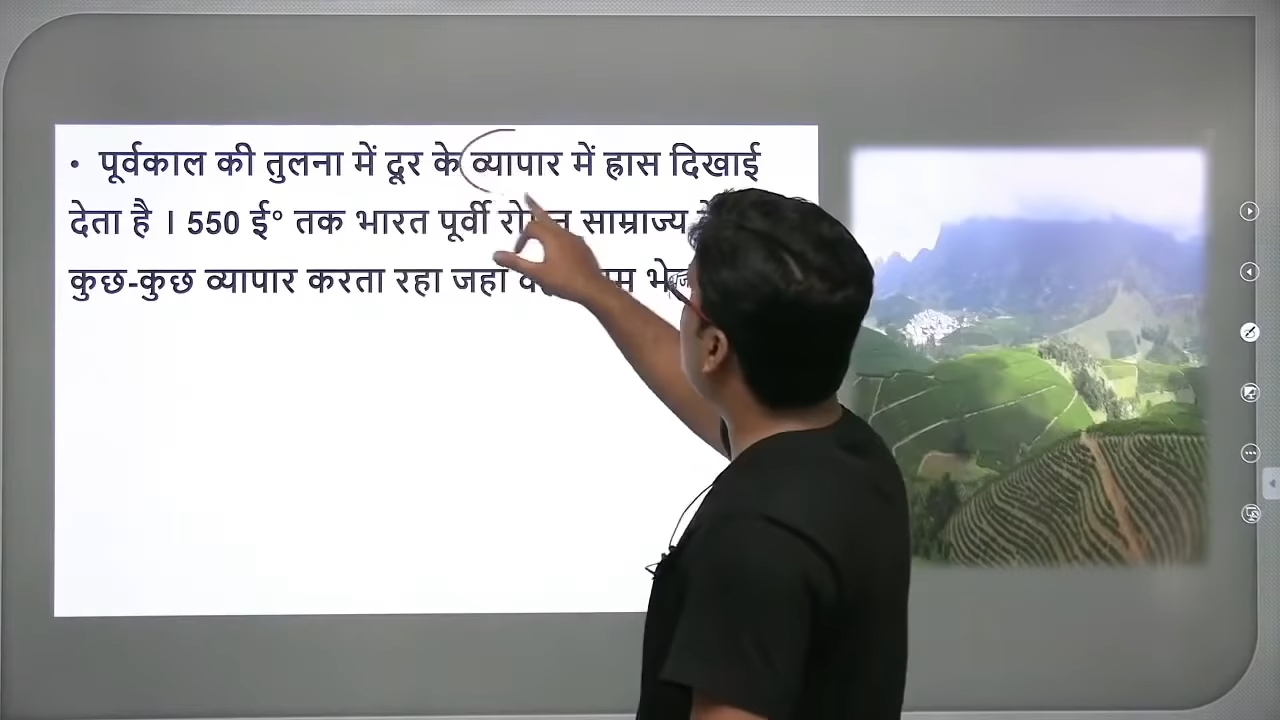 • पूर्वकाल की तुलना में दूर के व्यापार में ह्रास दिखाई
देता है । 550 ई° तक भारत पूर्वी साम्राज्य
कुछ-कुछ व्यापार करता रहा जहां